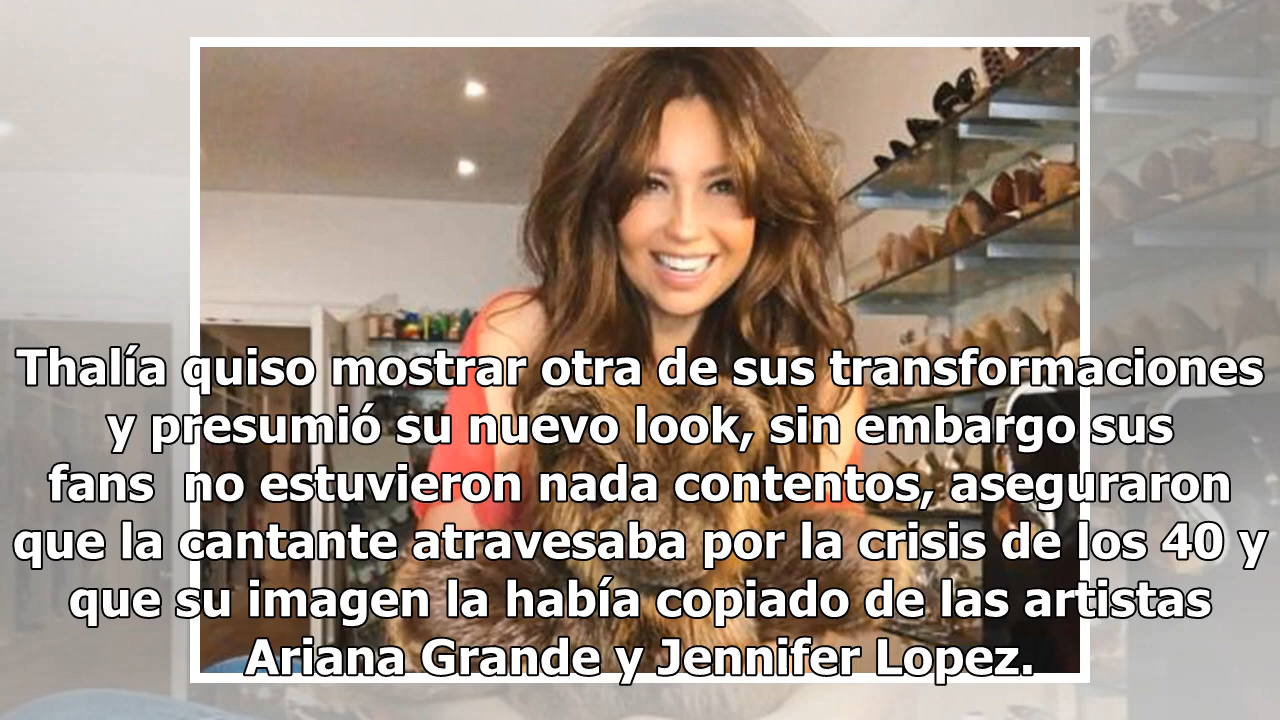 Thalía quiso mostrar otra de sus transformaciones
y presumió su nuevo look, sin embargo sus
fans  no estuvieron nada contentos, aseguraron
que la cantante atravesaba por la crisis de los 40 y
que su imagen la había copiado de las artistas
Ariana Grande y Jennifer Lopez.